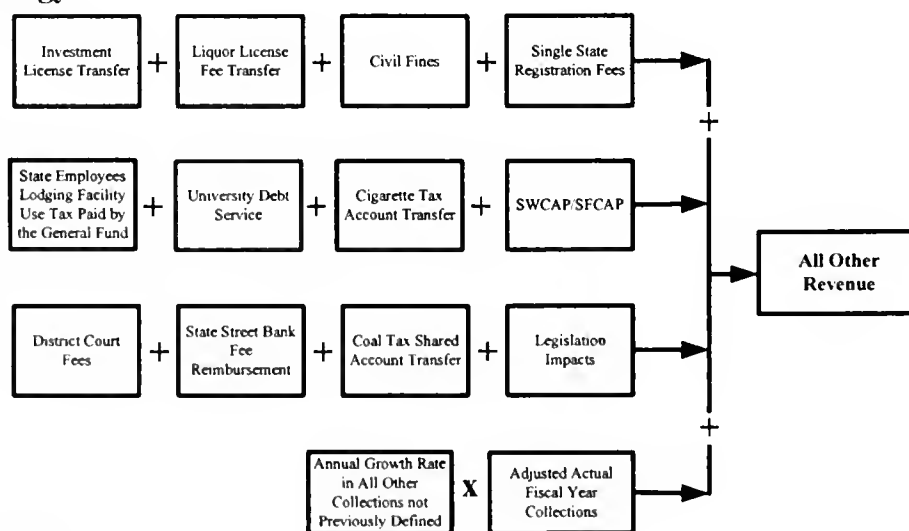 Investment
License Transfer
+
Liquor License
Fee Transfer
+
Civil Fines
+
Single State
Registration Fees
+
State Employees
Lodging Facility
Use Tax Paid by
the General Fund
+
University Debt
Service
+
Cigarette Tax
Account Transfer
+
SWCAP/SFCAP
All Other
Revenue
District Court
Fees
+
State Street Bank
Fee
Reimbursement
+
Coal Tax Shared
Account Transfer
+
Legislation
Impacts
+
Annual Growth Rate
in All Other
Collections not
Previously Defined
X
Adjusted Actual
Fiscal Year
Collections